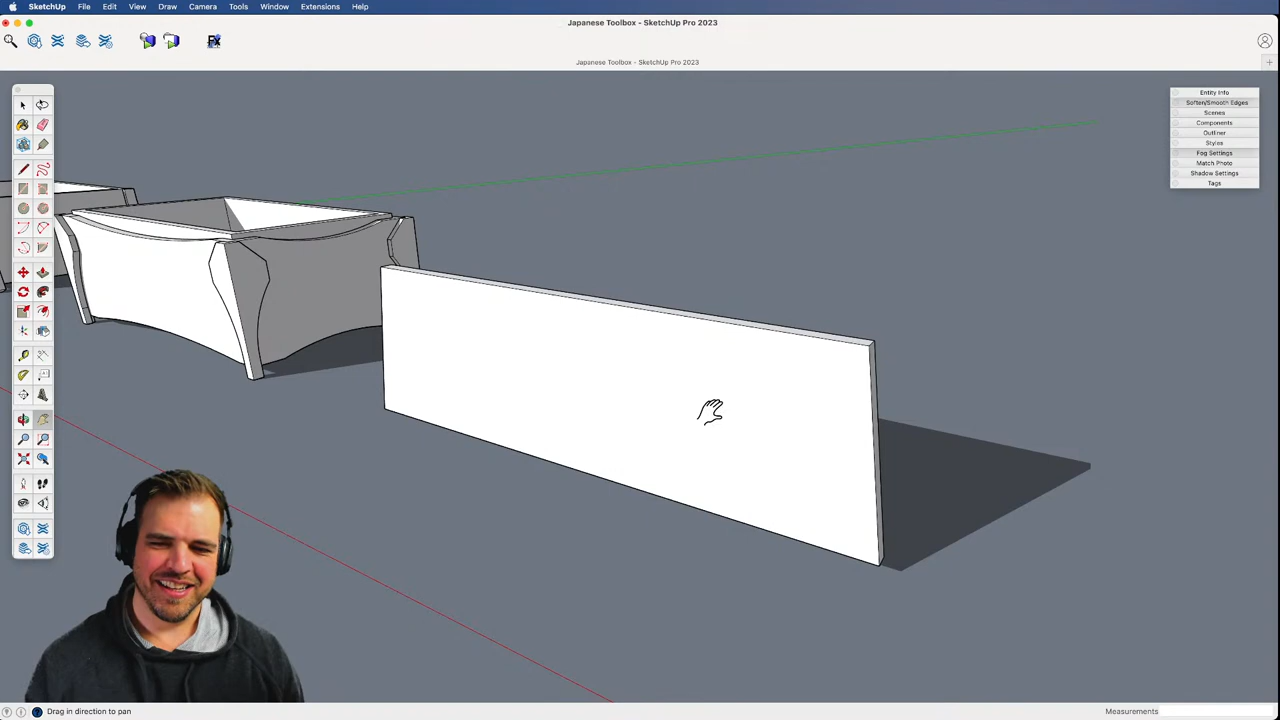 SketchUp File Edit View Draw Camera Tools Window Extensions Help
Japanese Toolbox - SketchUp Pro 2023
Japanese Toolbox - SketchUp Pro 2023
Entity Info
Soften/Smooth Edges
Scenes
Components
Outliner
Styles
Fog Settings
Match Photo
Shadow Settings
Tags
Drag in direction to pan
Measurements